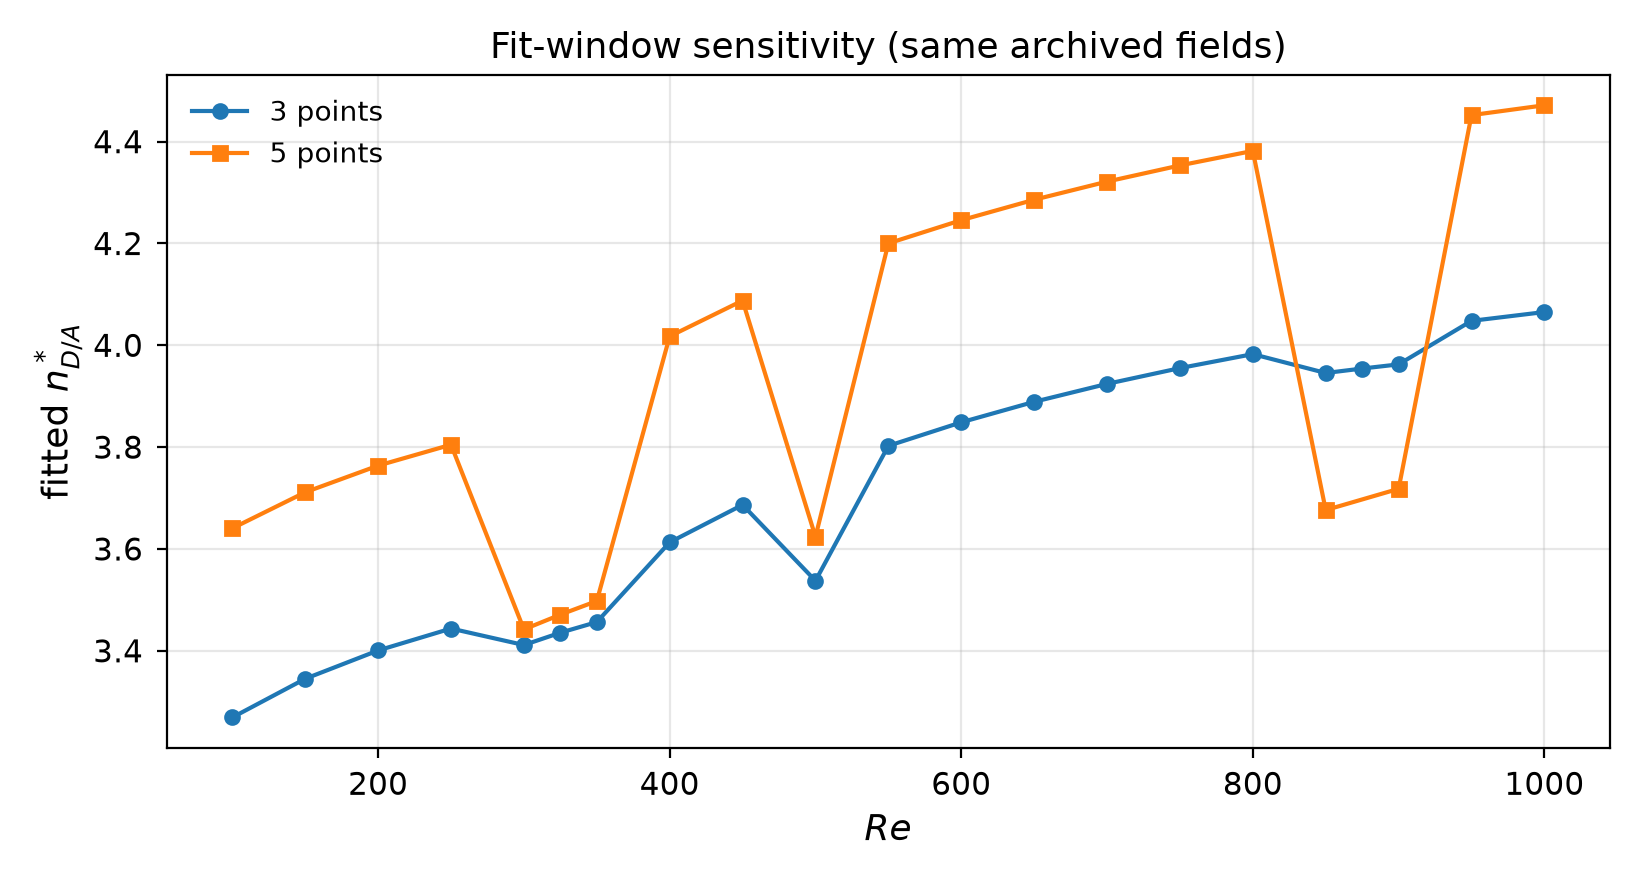 Fit-window sensitivity (same archived fields)
3 points
5 points
4.4
4.2
4.0
3.8
3.6
3.4
fitted n*D/A
200 400 600 800 1000
Re